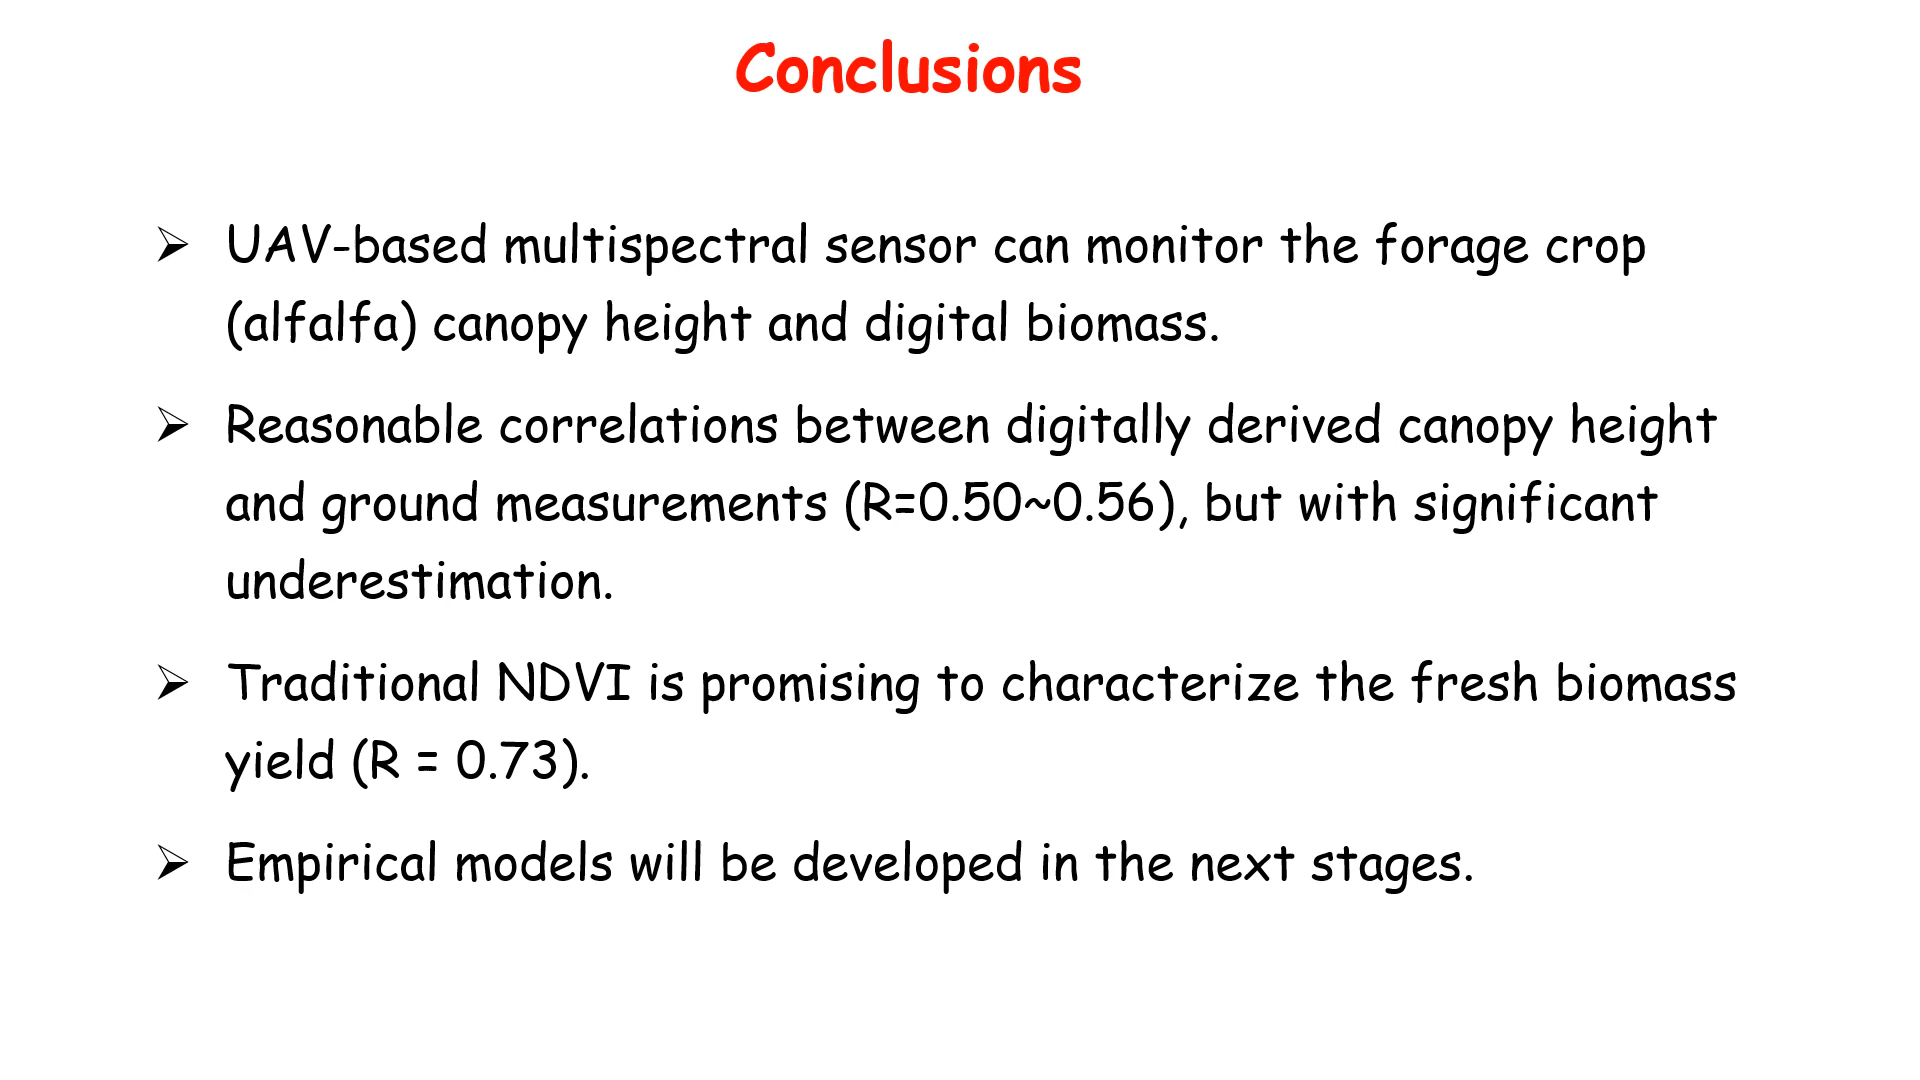 Conclusions
➢ UAV-based multispectral sensor can monitor the forage crop
(alfalfa) canopy height and digital biomass.
➢ Reasonable correlations between digitally derived canopy height
and ground measurements (R=0.50~0.56), but with significant
underestimation.
➢ Traditional NDVI is promising to characterize the fresh biomass
yield (R = 0.73).
➢ Empirical models will be developed in the next stages.